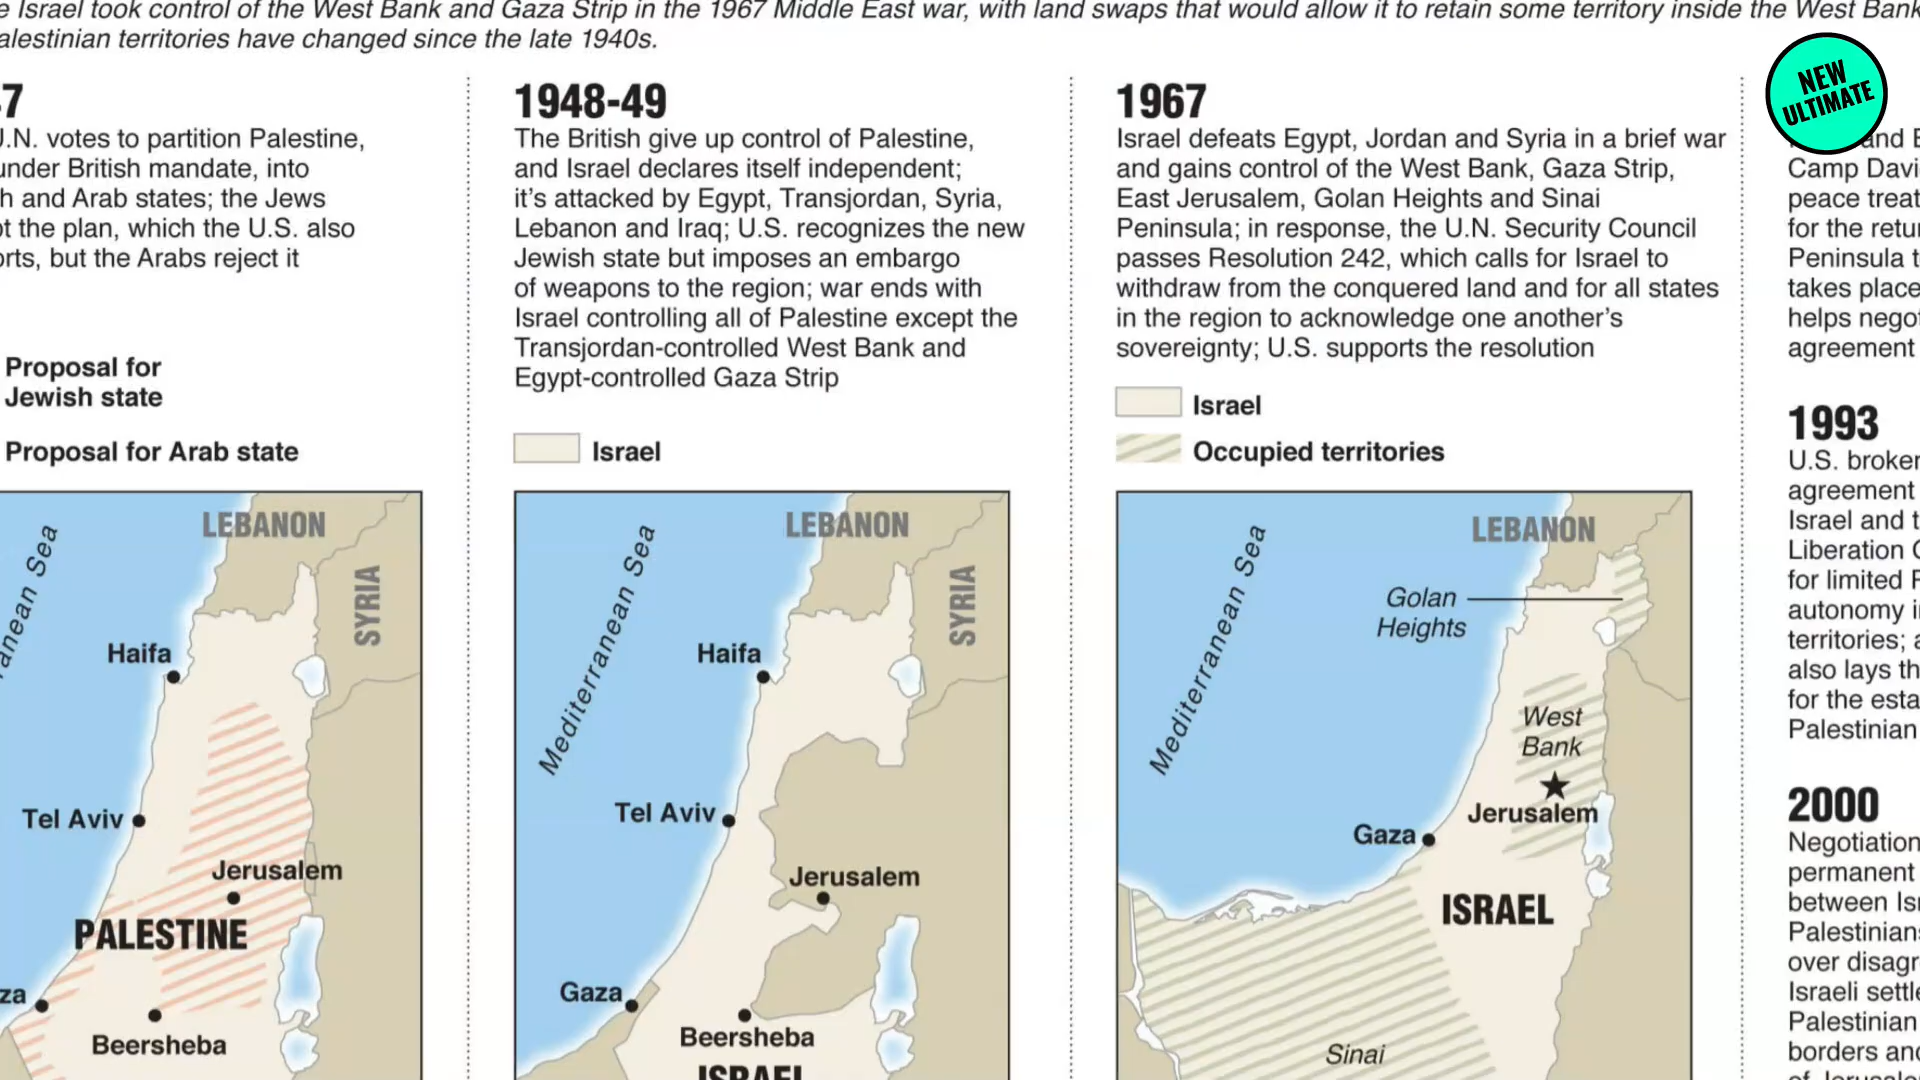 e Israel took control of the West Bank and Gaza Strip in the 1967 Middle East war, with land swaps that would allow it to retain some territory inside the West Bank
alestinian territories have changed since the late 1940s.
7
U.N. votes to partition Palestine,
under British mandate, into
h and Arab states; the Jews
pt the plan, which the U.S. also
orts, but the Arabs reject it
Proposal for
Jewish state
Proposal for Arab state
LEBANON
SYRIA
ranean Sea
Haifa
Tel Aviv
Jerusalem
PALESTINE
za
Beersheba
1948-49
The British give up control of Palestine,
and Israel declares itself independent;
it’s attacked by Egypt, Transjordan, Syria,
Lebanon and Iraq; U.S. recognizes the new
Jewish state but imposes an embargo
of weapons to the region; war ends with
Israel controlling all of Palestine except the
Transjordan-controlled West Bank and
Egypt-controlled Gaza Strip
Israel
LEBANON
SYRIA
Mediterranean Sea
Haifa
Tel Aviv
Jerusalem
Gaza
Beersheba
ISRAEL
1967
Israel defeats Egypt, Jordan and Syria in a brief war
and gains control of the West Bank, Gaza Strip,
East Jerusalem, Golan Heights and Sinai
Peninsula; in response, the U.N. Security Council
passes Resolution 242, which calls for Israel to
withdraw from the conquered land and for all states
in the region to acknowledge one another’s
sovereignty; U.S. supports the resolution
Israel
Occupied territories
LEBANON
Mediterranean Sea
Golan
Heights
West
Bank
Jerusalem
Gaza
ISRAEL
Sinai
NEW
ULTIMATE
and E
Camp Davi
peace treat
for the retur
Peninsula t
takes place
helps negot
agreement
1993
U.S. broker
agreement
Israel and t
Liberation O
for limited P
autonomy i
territories; a
also lays th
for the esta
Palestinian
2000
Negotiation
permanent
between Isr
Palestinians
over disagr
Israeli settle
Palestinian
borders and
of Jerusale